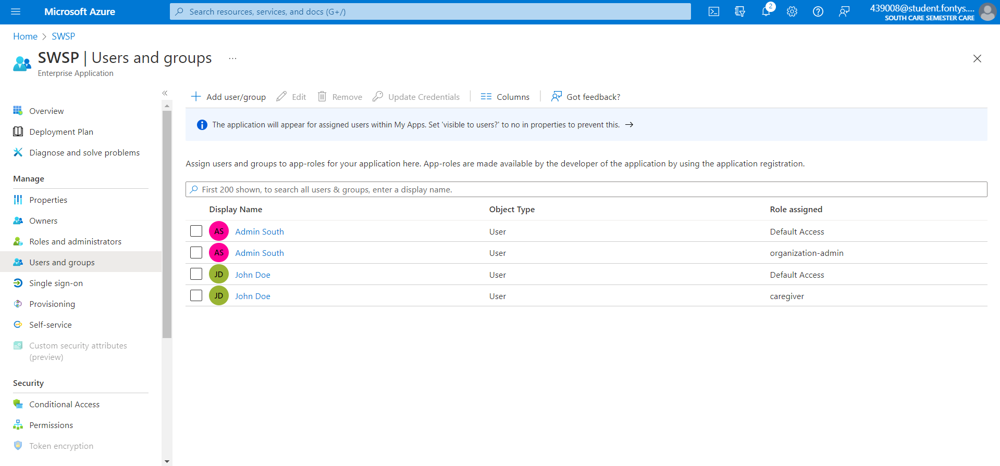 Microsoft Azure
Search resources, services, and docs (G+/)
2
439008@student.fontys....
SOUTH CARE SEMESTER CARE
Home > SWSP
SWSP | Users and groups ...
Enterprise Application
«
Overview
Deployment Plan
Diagnose and solve problems
Manage
Properties
Owners
Roles and administrators
Users and groups
Single sign-on
Provisioning
Self-service
Custom security attributes
(preview)
Security
Conditional Access
Permissions
Token encryption
Add user/group Edit Remove Update Credentials Columns Got feedback?
The application will appear for assigned users within My Apps. Set 'visible to users?' to no in properties to prevent this. →
Assign users and groups to app-roles for your application here. App-roles are made available by the developer of the application by using the application registration.
First 200 shown, to search all users & groups, enter a display name.
Display Name Object Type Role assigned
AS Admin South User Default Access
AS Admin South User organization-admin
JD John Doe User Default Access
JD John Doe User caregiver